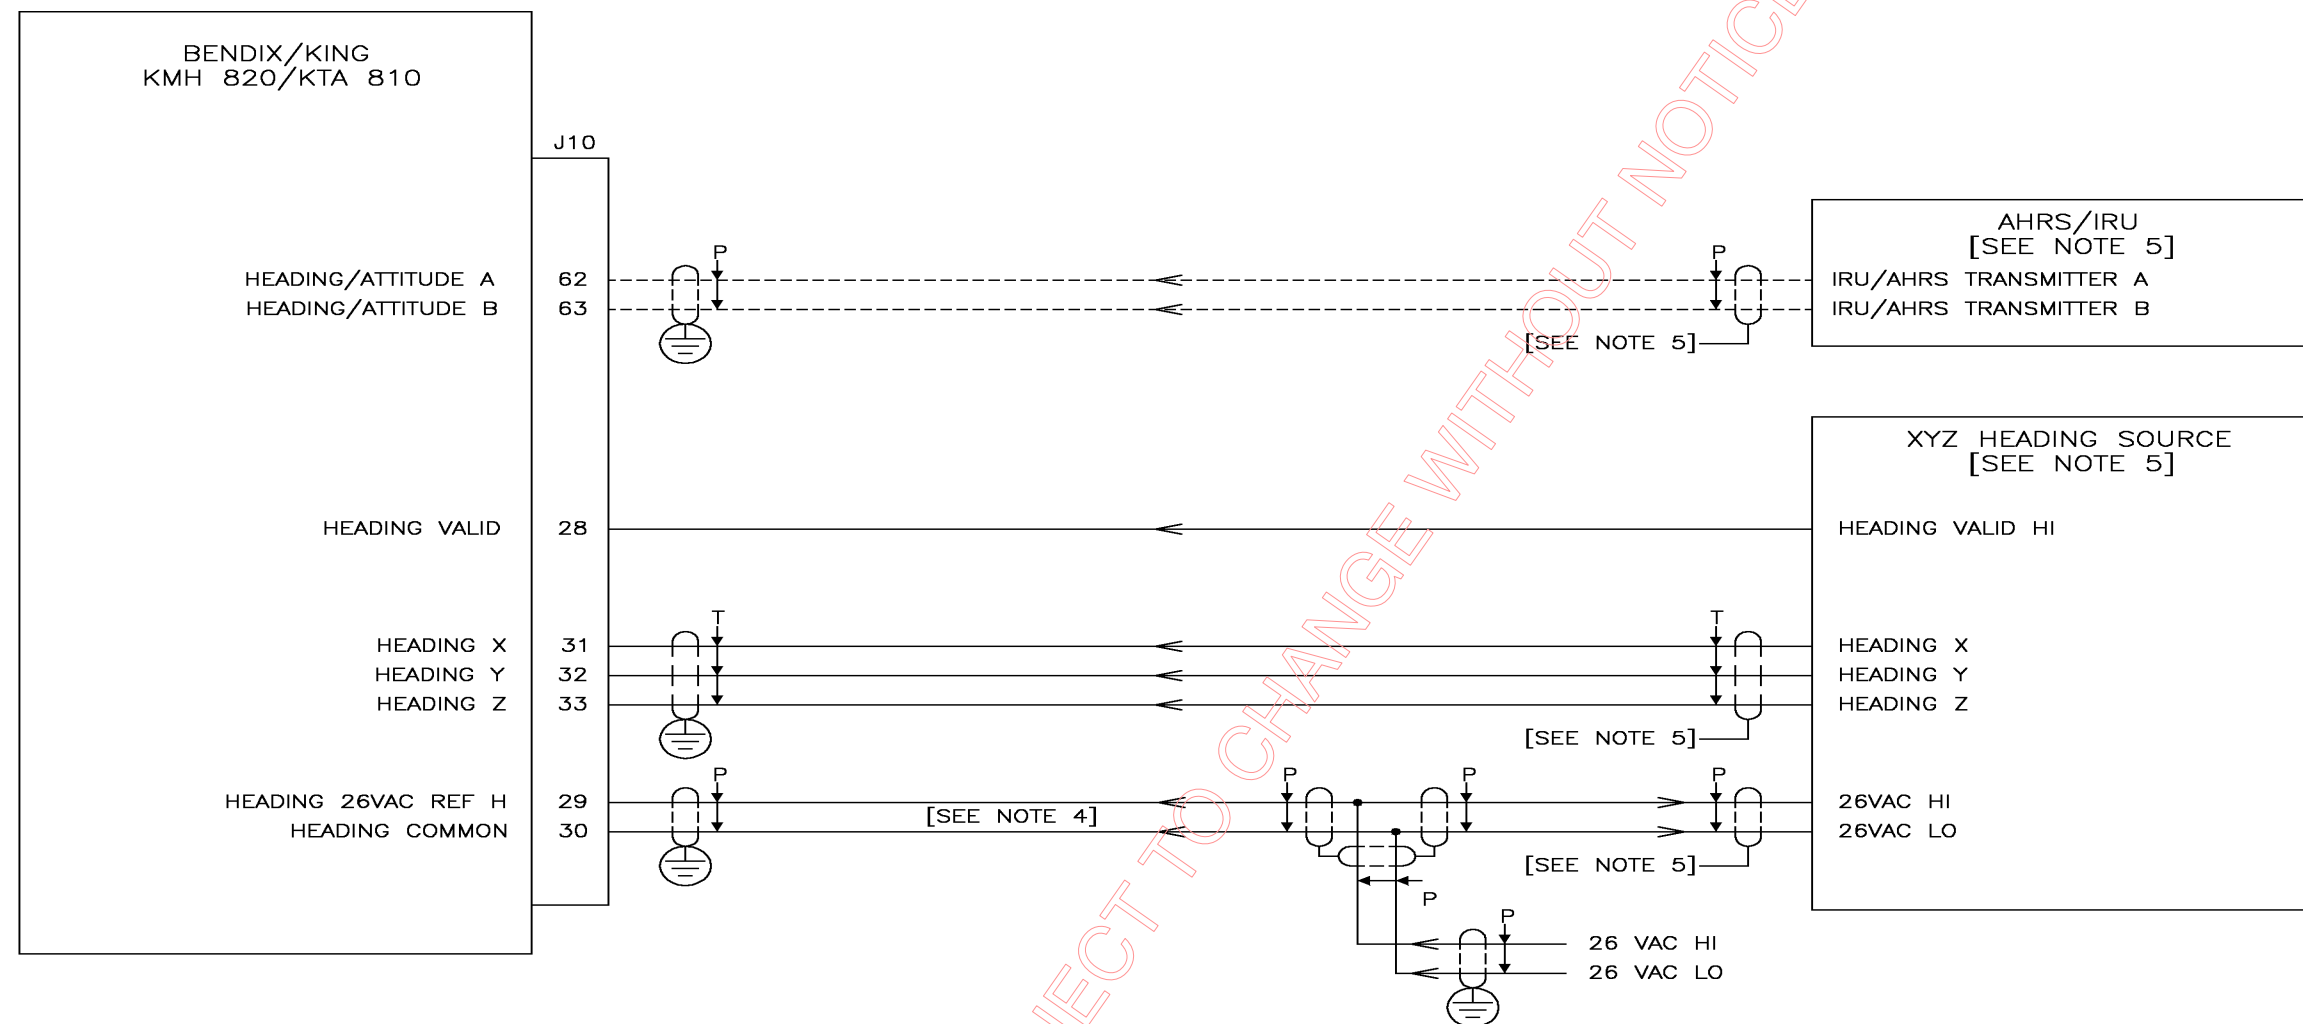 BENDIX/KING
KMH 820/KTA 810
J10
AHRS/IRU
[SEE NOTE 5]
P P
HEADING/ATTITUDE A 62 IRU/AHRS TRANSMITTER A
HEADING/ATTITUDE B 63 IRU/AHRS TRANSMITTER B
[SEE NOTE 5]
XYZ HEADING SOURCE
[SEE NOTE 5]
HEADING VALID 28 HEADING VALID HI
T T
HEADING X 31 HEADING X
HEADING Y 32 HEADING Y
HEADING Z 33 HEADING Z
[SEE NOTE 5]
P P P P
HEADING 26VAC REF H 29 26VAC HI
[SEE NOTE 4]
HEADING COMMON 30 26VAC LO
[SEE NOTE 5]
P
P
26 VAC HI
26 VAC LO
TO CHANGE WITHOUT NOTICE